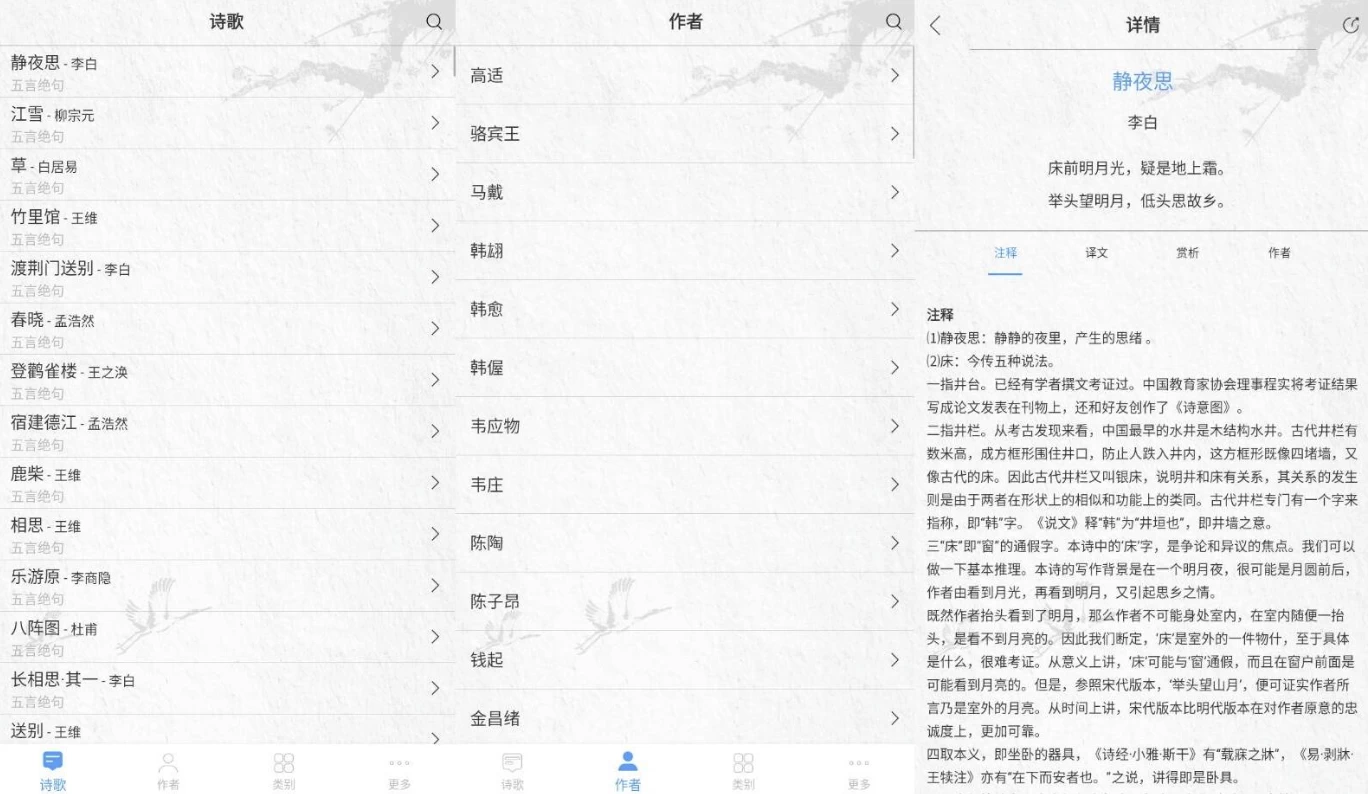 诗歌
静夜思 - 李白
五言绝句
江雪 - 柳宗元
五言绝句
草 - 白居易
五言绝句
竹里馆 - 王维
五言绝句
渡荆门送别 - 李白
五言绝句
春晓 - 孟浩然
五言绝句
登鹳雀楼 - 王之涣
五言绝句
宿建德江 - 孟浩然
五言绝句
鹿柴 - 王维
五言绝句
相思 - 王维
五言绝句
乐游原 - 李商隐
五言绝句
八阵图 - 杜甫
五言绝句
长相思·其一 - 李白
五言绝句
送别 - 王维
诗歌
作者
类别
更多
作者
高适
骆宾王
马戴
韩翃
韩愈
韩偓
韦应物
韦庄
陈陶
陈子昂
钱起
金昌绪
诗歌
作者
类别
更多
详情
静夜思
李白
床前明月光，疑是地上霜。
举头望明月，低头思故乡。
注释
译文
赏析
作者
注释
⑴静夜思：静静的夜里，产生的思绪 。
⑵床：今传五种说法。
一指井台。已经有学者撰文考证过。中国教育家协会理事程实将考证结果
写成论文发表在刊物上，还和好友创作了《诗意图》。
二指井栏。从考古发现来看，中国最早的水井是木结构水井。古代井栏有
数米高，成方框形围住井口，防止人跌入井内，这方框形既像四堵墙，又
像古代的床。因此古代井栏又叫银床，说明井和床有关系，其关系的发生
则是由于两者在形状上的相似和功能上的类同。古代井栏专门有一个字来
指称，即“韩”字。《说文》释“韩”为“井垣也”，即井墙之意。
三“床”即“窗”的通假字。本诗中的‘床’字，是争论和异议的焦点。我们可以
做一下基本推理。本诗的写作背景是在一个明月夜，很可能是月圆前后，
作者由看到月光，再看到明月，又引起思乡之情。
既然作者抬头看到了明月，那么作者不可能身处室内，在室内随便一抬
头，是看不到月亮的。因此我们断定，‘床’是室外的一件物什，至于具体
是什么，很难考证。从意义上讲，‘床’可能与‘窗’通假，而且在窗户前面是
可能看到月亮的。但是，参照宋代版本，‘举头望山月’，便可证实作者所
言乃是室外的月亮。从时间上讲，宋代版本比明代版本在对作者原意的忠
诚度上，更加可靠。
四取本义，即坐卧的器具，《诗经·小雅·斯干》有“载寐之牀”，《易·剥牀·
王犊注》亦有“在下而安者也。”之说，讲得即是卧具。